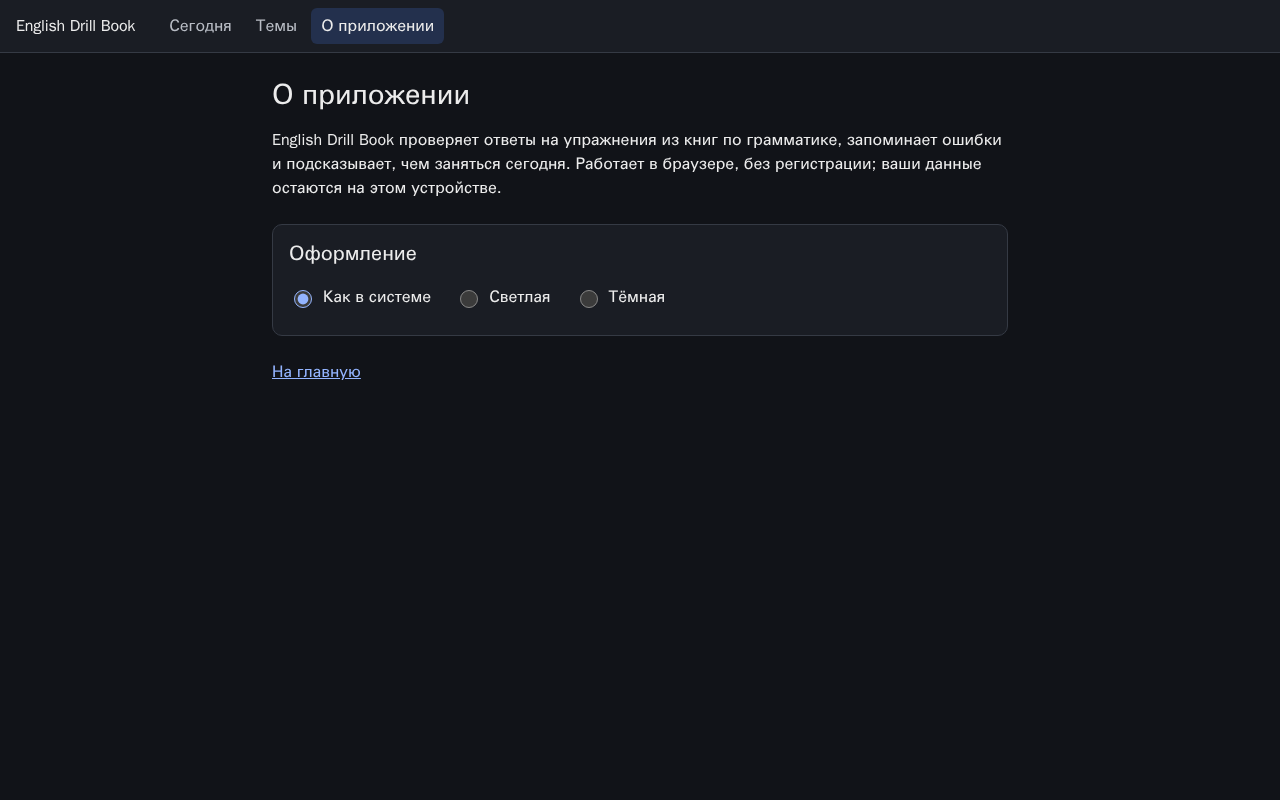 English Drill Book
Сегодня
Темы
О приложении
О приложении
English Drill Book проверяет ответы на упражнения из книг по грамматике, запоминает ошибки
и подсказывает, чем заняться сегодня. Работает в браузере, без регистрации; ваши данные
остаются на этом устройстве.
Оформление
Как в системе
Светлая
Тёмная
На главную